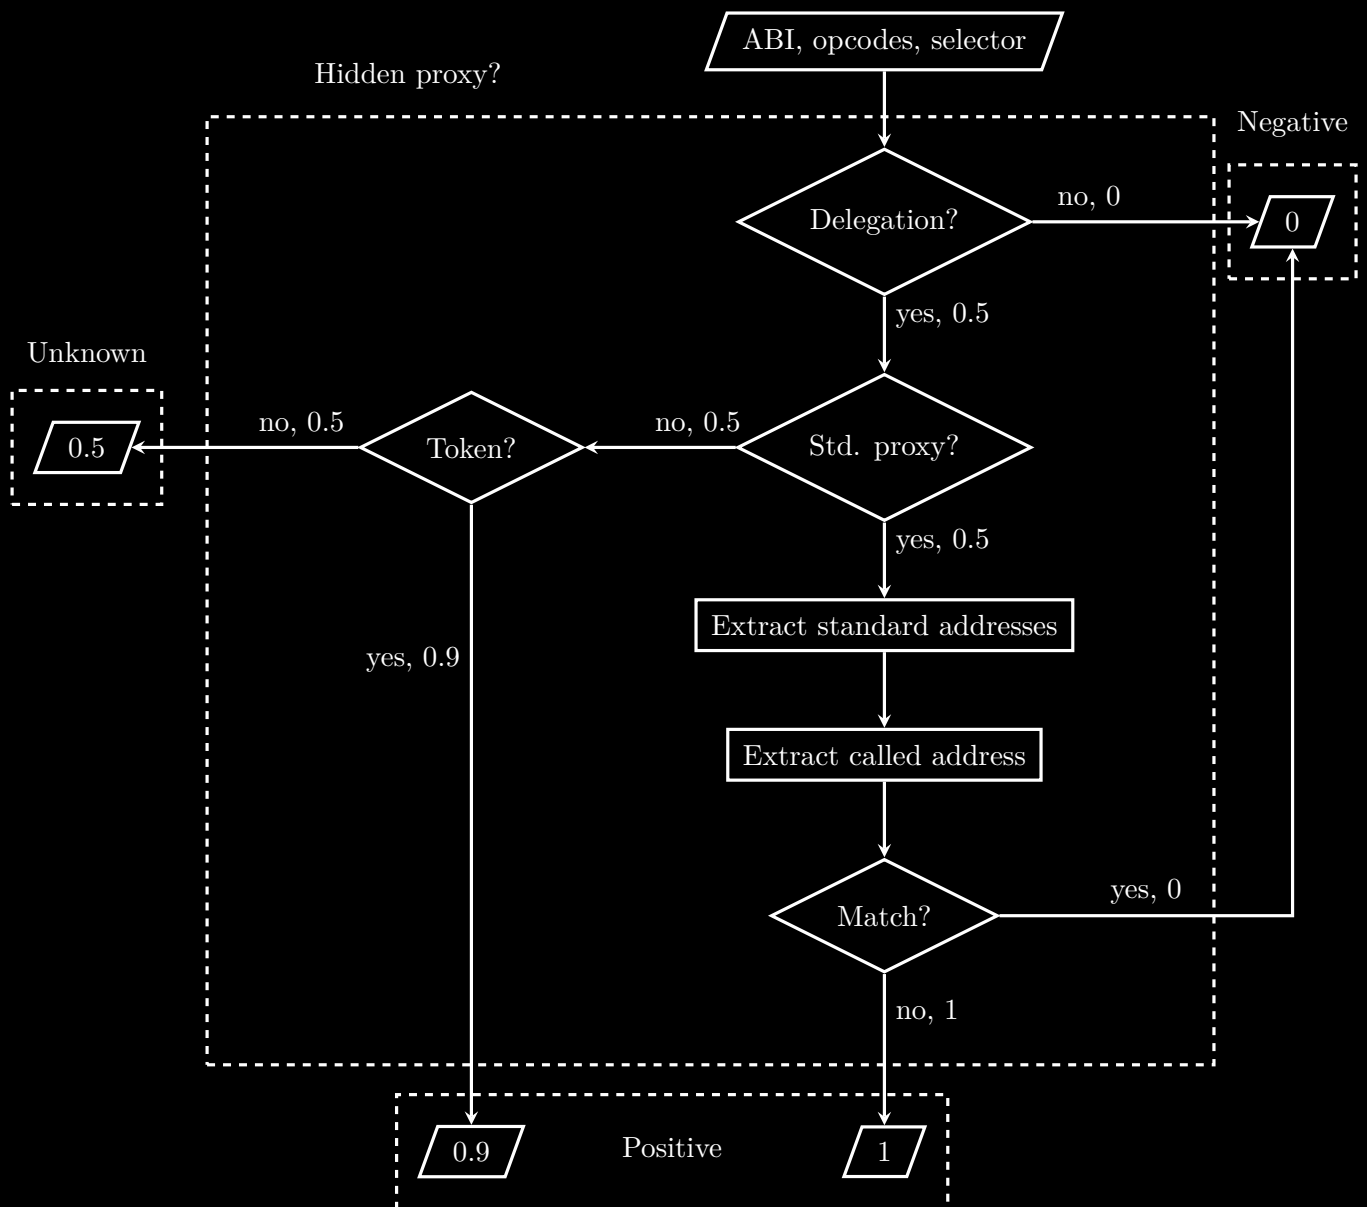 ABI, opcodes, selector
Hidden proxy?
Negative
no, 0
0
Delegation?
yes, 0.5
Unknown
no, 0.5
no, 0.5
0.5
Token?
Std. proxy?
yes, 0.5
Extract standard addresses
yes, 0.9
Extract called address
yes, 0
Match?
no, 1
0.9
Positive
1